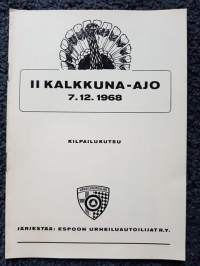 II KALKKUNA-AJO
7.12.1968
KILPAILUKUTSU
JÄRJESTÄÄ: ESPOON URHEILUAUTOILIJAT R.Y.